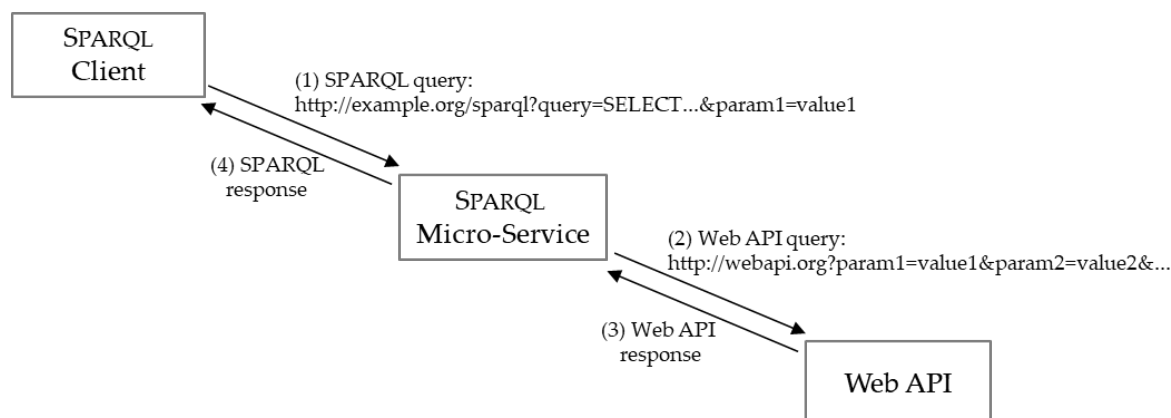 SPARQL
Client
(1) SPARQL query:
http://example.org/sparql?query=SELECT...&param1=value1
(4) SPARQL
response
SPARQL
Micro-Service
(2) Web API query:
http://webapi.org?param1=value1&param2=value2&...
(3) Web API
response
Web API